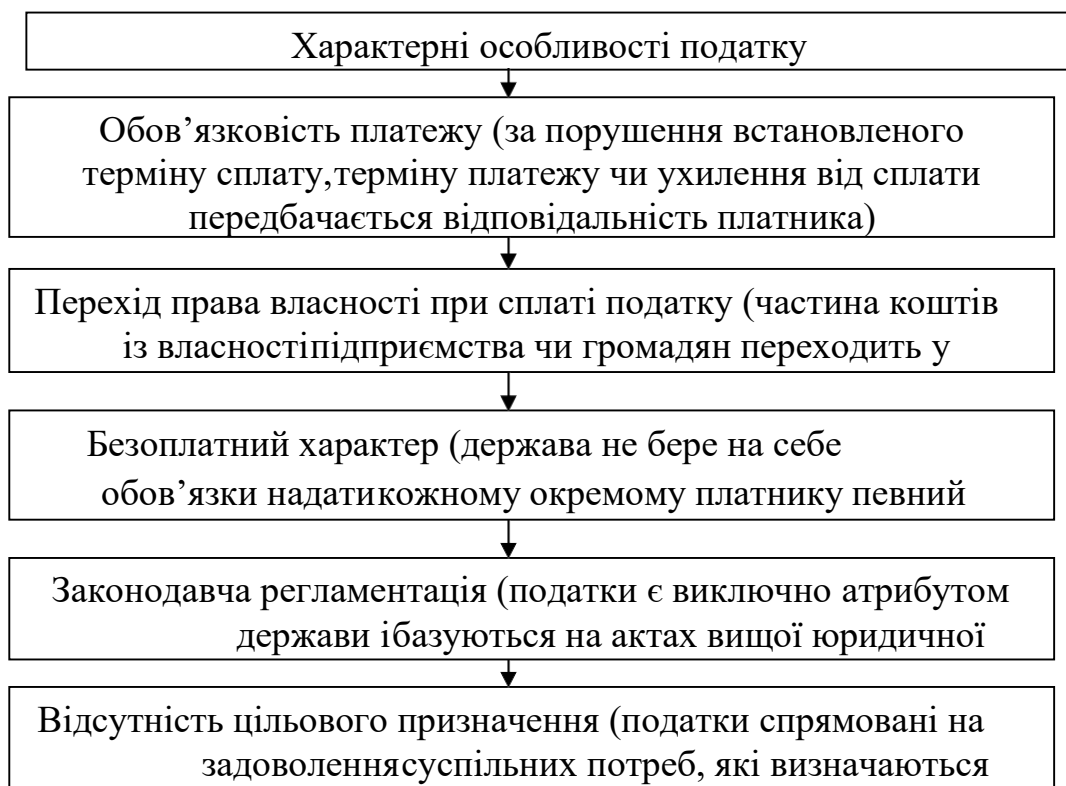 Характерні особливості податку
Обов’язковість платежу (за порушення встановленого
терміну сплату,терміну платежу чи ухилення від сплати
передбачається відповідальність платника)
Перехід права власності при сплаті податку (частина коштів
із власностіпідприємства чи громадян переходить у
Безоплатний характер (держава не бере на себе
обов’язки надатикожному окремому платнику певний
Законодавча регламентація (податки є виключно атрибутом
держави ібазуються на актах вищої юридичної
Відсутність цільового призначення (податки спрямовані на
задоволеннясуспільних потреб, які визначаються